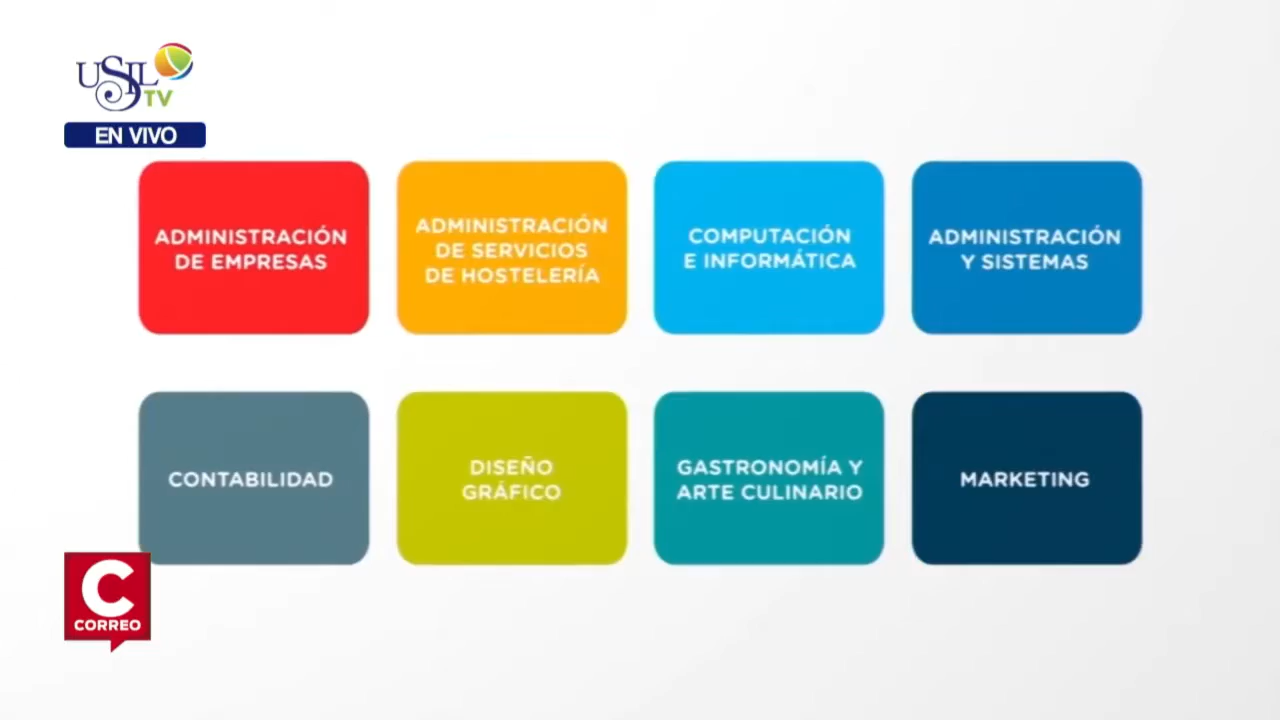 USIL
TV
EN VIVO
ADMINISTRACIÓN
DE EMPRESAS
ADMINISTRACIÓN
DE SERVICIOS
DE HOSTELERÍA
COMPUTACIÓN
E INFORMÁTICA
ADMINISTRACIÓN
Y SISTEMAS
CONTABILIDAD
DISEÑO
GRÁFICO
GASTRONOMÍA Y
ARTE CULINARIO
MARKETING
C
CORREO